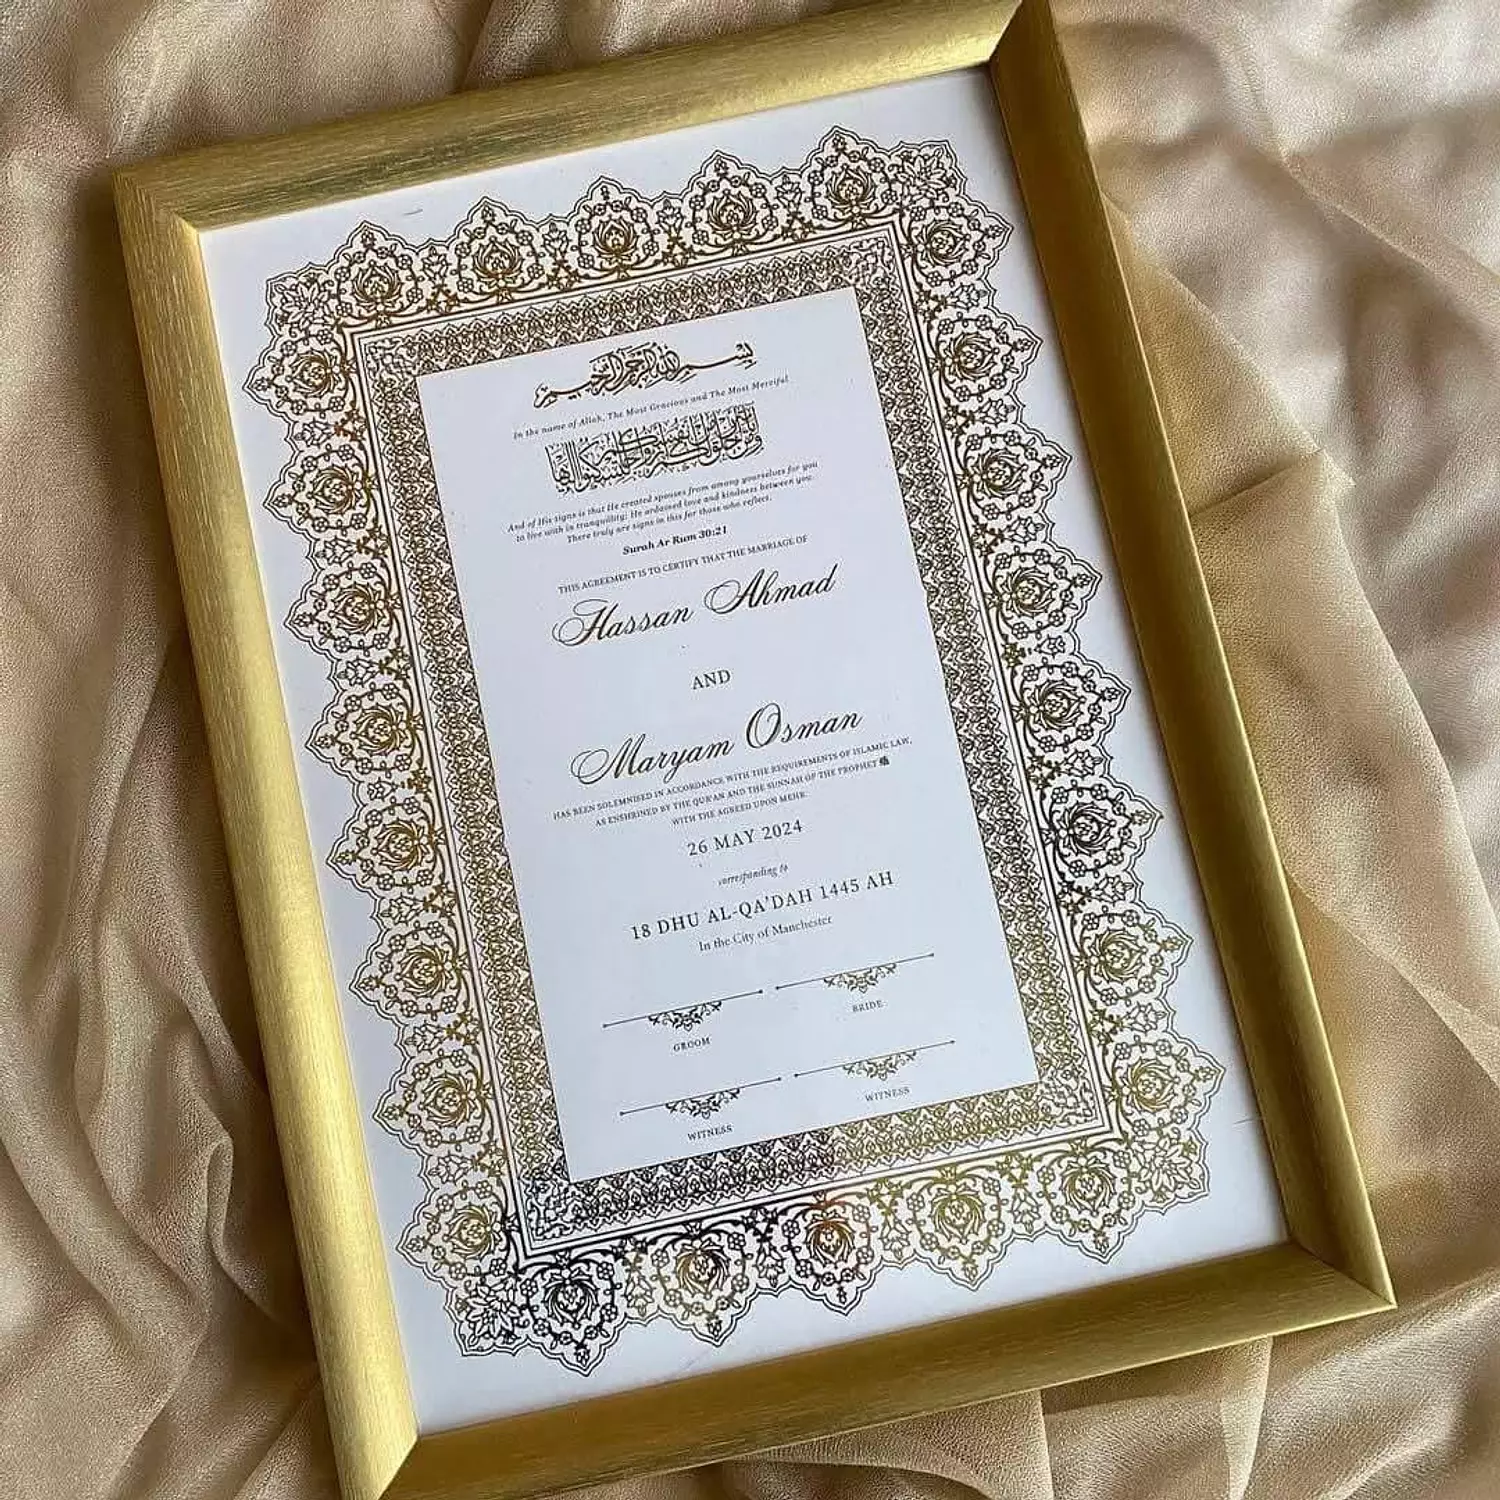 بسم الله الرحمن الرحيم
In the name of Allah, The Most Gracious and The Most Merciful
And of His signs is that He created spouses from among yourselves for you
to live with in tranquility: He ordained love and kindness between you.
There truly are signs in this for those who reflect.
Surah Ar Rum 30:21
THIS AGREEMENT IS TO CERTIFY THAT THE MARRIAGE OF
Hassan Ahmad
AND
Maryam Osman
HAS BEEN SOLEMNISED IN ACCORDANCE WITH THE REQUIREMENTS OF ISLAMIC LAW,
AS ENSHRINED BY THE QUR'AN AND THE SUNNAH OF THE PROPHET ﷺ
WITH THE AGREED UPON MEHR.
26 MAY 2024
corresponding to
18 DHU AL-QA'DAH 1445 AH
In the City of Manchester
GROOM
BRIDE
WITNESS
WITNESS